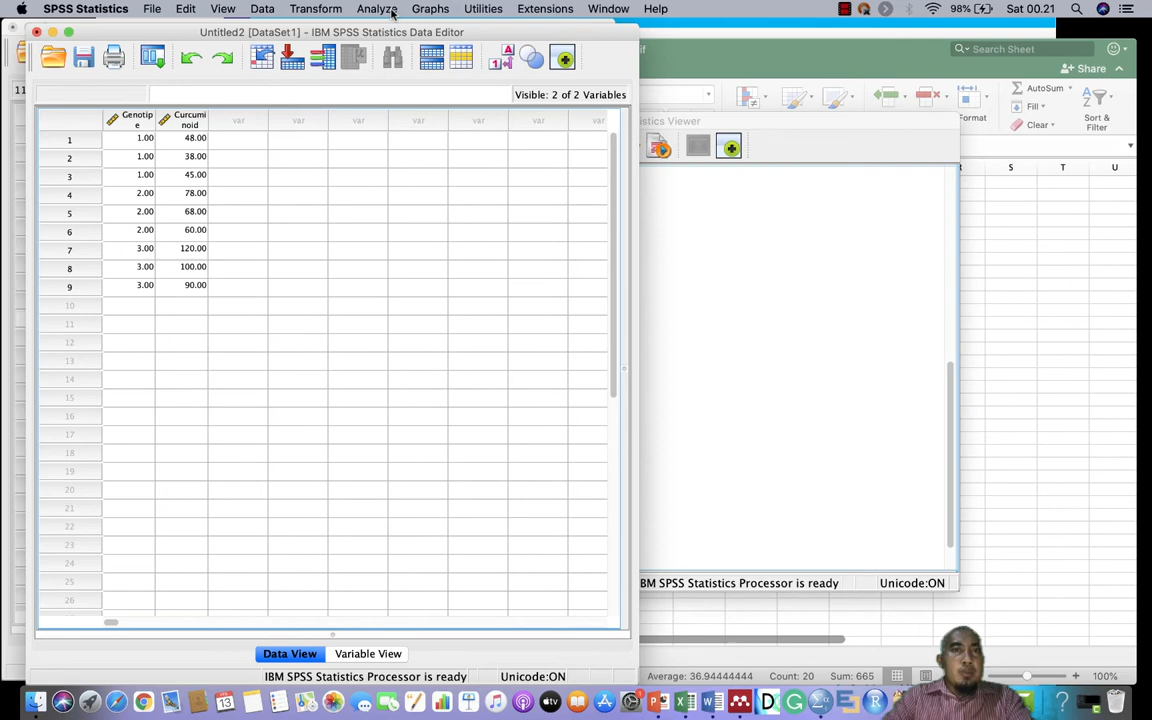 SPSS Statistics File Edit View Data Transform Analyze Graphs Utilities Extensions Window Help 98% Sat 00.21
Untitled2 [DataSet1] - IBM SPSS Statistics Data Editor
Search Sheet
Share
AutoSum
Fill
Clear
Format
Sort &
Filter
Visible: 2 of 2 Variables
tistics Viewer
Genotip
e
Curcumi
noid
var var var var var var var
1 1.00 48.00
2 1.00 38.00
3 1.00 45.00
4 2.00 78.00
5 2.00 68.00
6 2.00 60.00
7 3.00 120.00
8 3.00 100.00
9 3.00 90.00
10
11
12
13
14
15
16
17
18
19
20
21
22
23
24
25
26
S T U
IBM SPSS Statistics Processor is ready Unicode:ON
Data View Variable View
IBM SPSS Statistics Processor is ready Unicode:ON
Average: 36.94444444 Count: 20 Sum: 665 100%